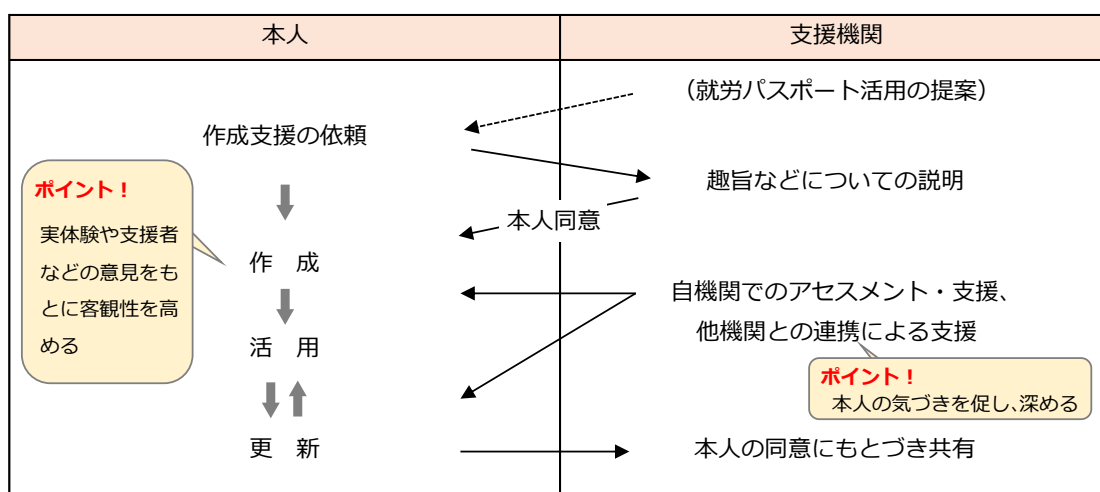 本人
支援機関
（就労パスポート活用の提案）
作成支援の依頼
趣旨などについての説明
ポイント！
実体験や支援者
などの意見をも
とに客観性を高
める
本人同意
作　成
自機関でのアセスメント・支援、
他機関との連携による支援
活　用
ポイント！
本人の気づきを促し、深める
更　新
本人の同意にもとづき共有